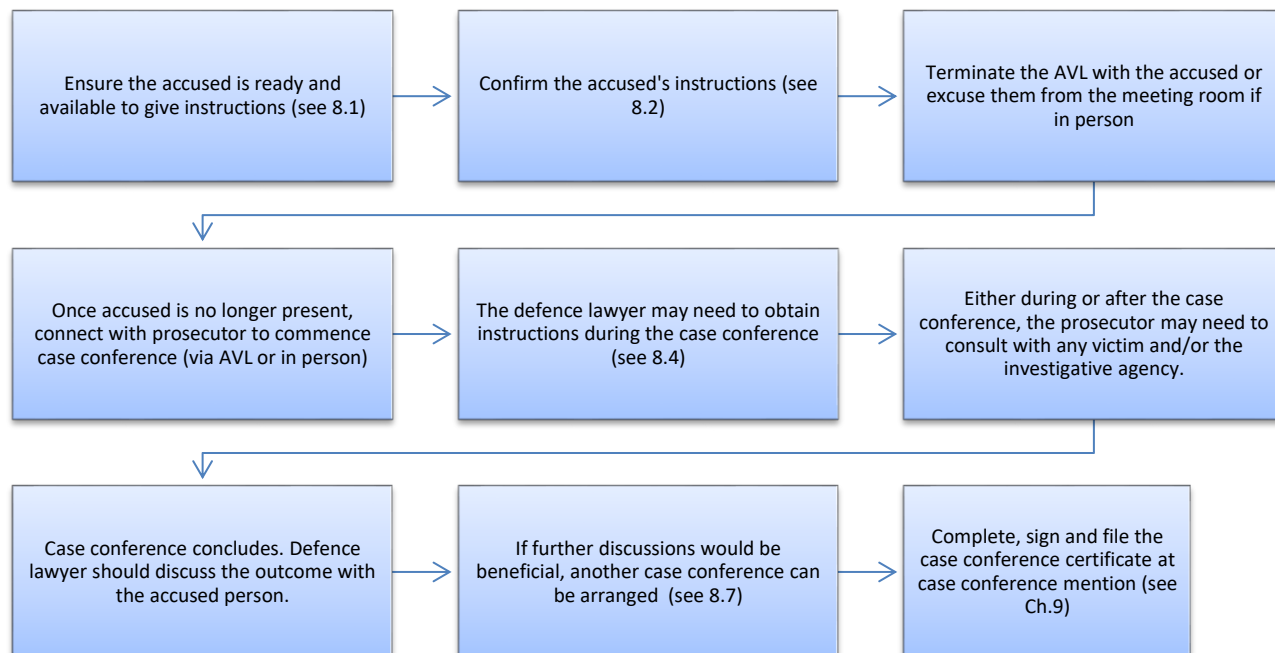 Ensure the accused is ready and
available to give instructions (see 8.1)
Confirm the accused's instructions (see
8.2)
Terminate the AVL with the accused or
excuse them from the meeting room if
in person
Once accused is no longer present,
connect with prosecutor to commence
case conference (via AVL or in person)
The defence lawyer may need to obtain
instructions during the case conference
(see 8.4)
Either during or after the case
conference, the prosecutor may need to
consult with any victim and/or the
investigative agency.
Case conference concludes. Defence
lawyer should discuss the outcome with
the accused person.
If further discussions would be
beneficial, another case conference can
be arranged (see 8.7)
Complete, sign and file the
case conference certificate at
case conference mention (see
Ch.9)